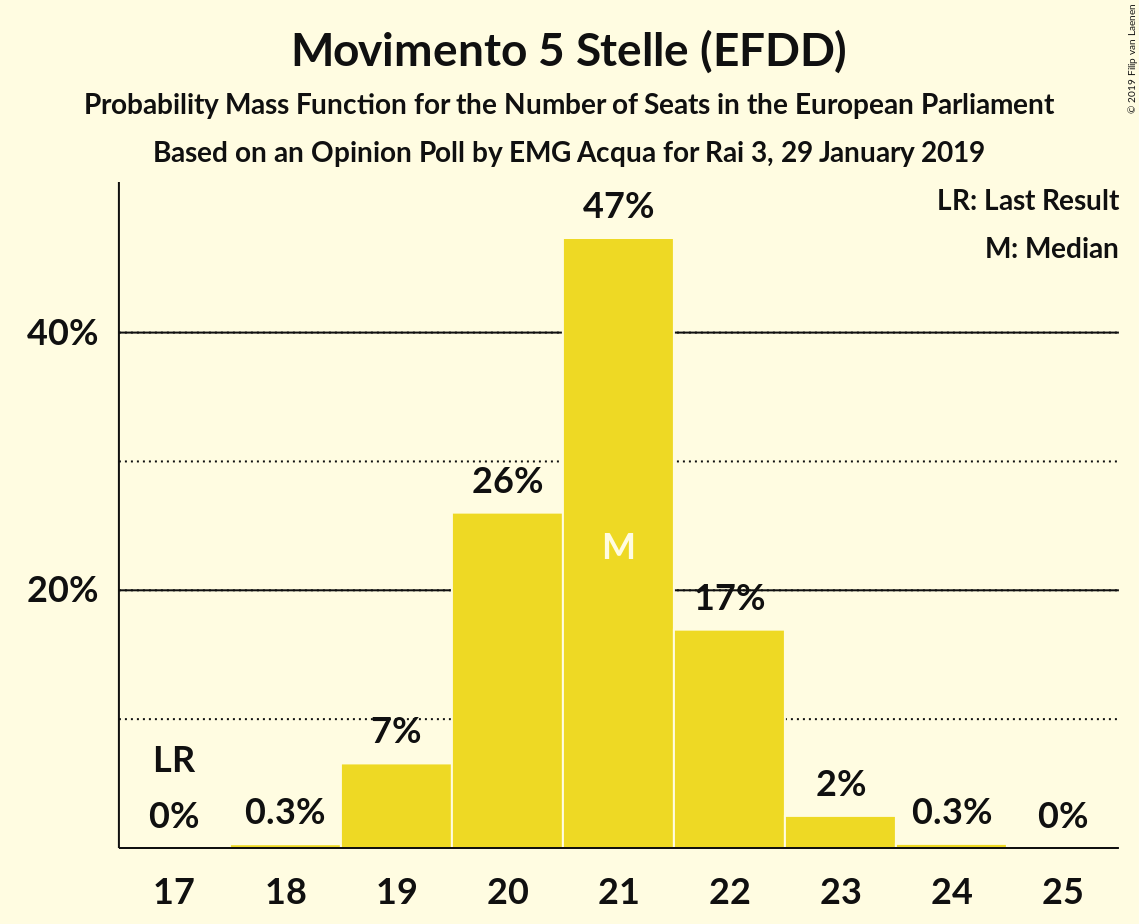 Movimento 5 Stelle (EFDD)
Probability Mass Function for the Number of Seats in the European Parliament
Based on an Opinion Poll by EMG Acqua for Rai 3, 29 January 2019
© 2019 Filip van Laenen
LR: Last Result
M: Median
47%
40%
26%
M
20%
17%
7%
LR
2%
0%
0.3%
0.3%
0%
17 18 19 20 21 22 23 24 25